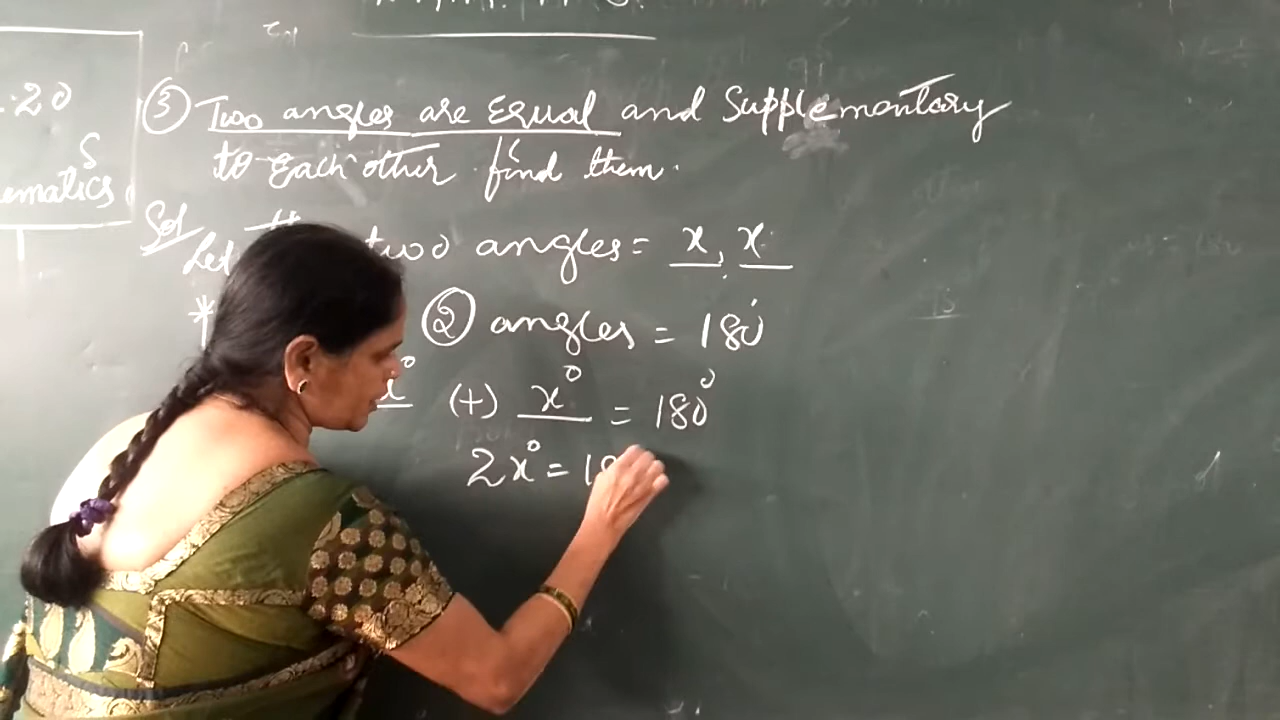 .20
S
ematics
③ Two angles are Equal and Supplementary
to Each other. find them.
Sol
Let two angles = x, x.
* ② angles = 180°
x° (+) x° = 180°
2x° = 18